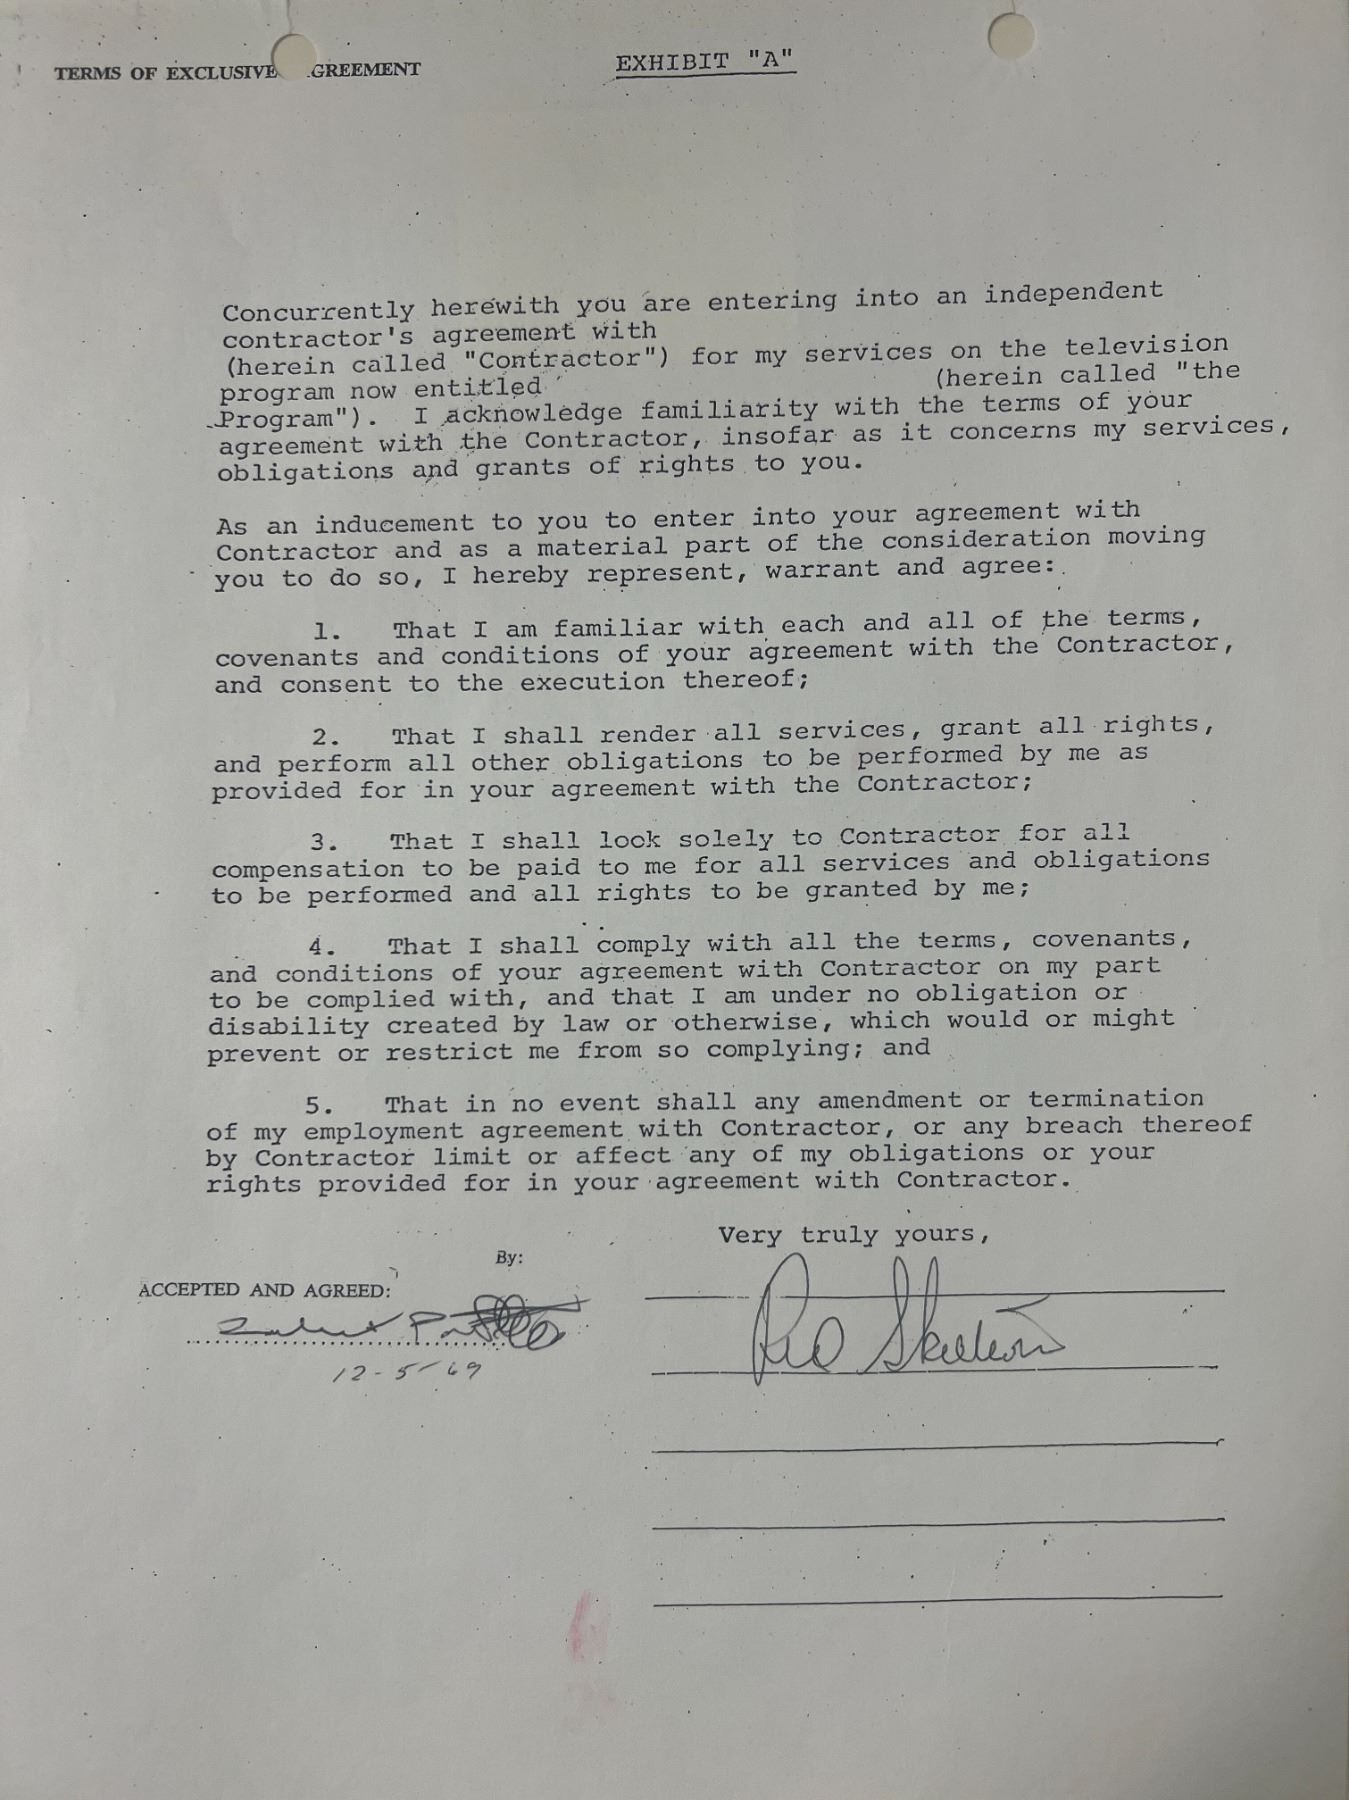 TERMS OF EXCLUSIVE GREEMENT
EXHIBIT "A"
Concurrently herewith you are entering into an independent
contractor's agreement with
(herein called "Contractor") for my services on the television
program now entitled (herein called "the
Program"). I acknowledge familiarity with the terms of your
agreement with the Contractor, insofar as it concerns my services,
obligations and grants of rights to you.
As an inducement to you to enter into your agreement with
Contractor and as a material part of the consideration moving
you to do so, I hereby represent, warrant and agree:
1. That I am familiar with each and all of the terms,
covenants and conditions of your agreement with the Contractor,
and consent to the execution thereof;
2. That I shall render all services, grant all rights,
and perform all other obligations to be performed by me as
provided for in your agreement with the Contractor;
3. That I shall look solely to Contractor for all
compensation to be paid to me for all services and obligations
to be performed and all rights to be granted by me;
4. That I shall comply with all the terms, covenants,
and conditions of your agreement with Contractor on my part
to be complied with, and that I am under no obligation or
disability created by law or otherwise, which would or might
prevent or restrict me from so complying; and
5. That in no event shall any amendment or termination
of my employment agreement with Contractor, or any breach thereof
by Contractor limit or affect any of my obligations or your
rights provided for in your agreement with Contractor.
Very truly yours,
By:
ACCEPTED AND AGREED:
Red Skelton
12-5-69